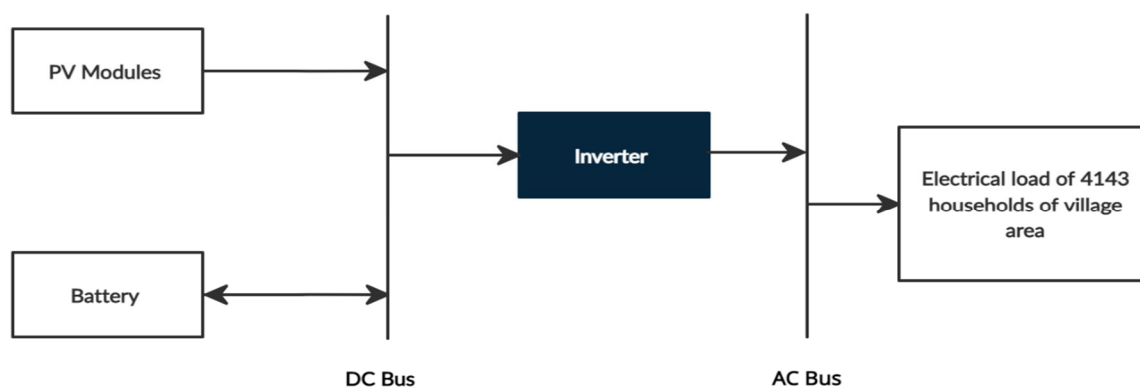 PV Modules
Inverter
Electrical load of 4143
households of village
area
Battery
DC Bus
AC Bus